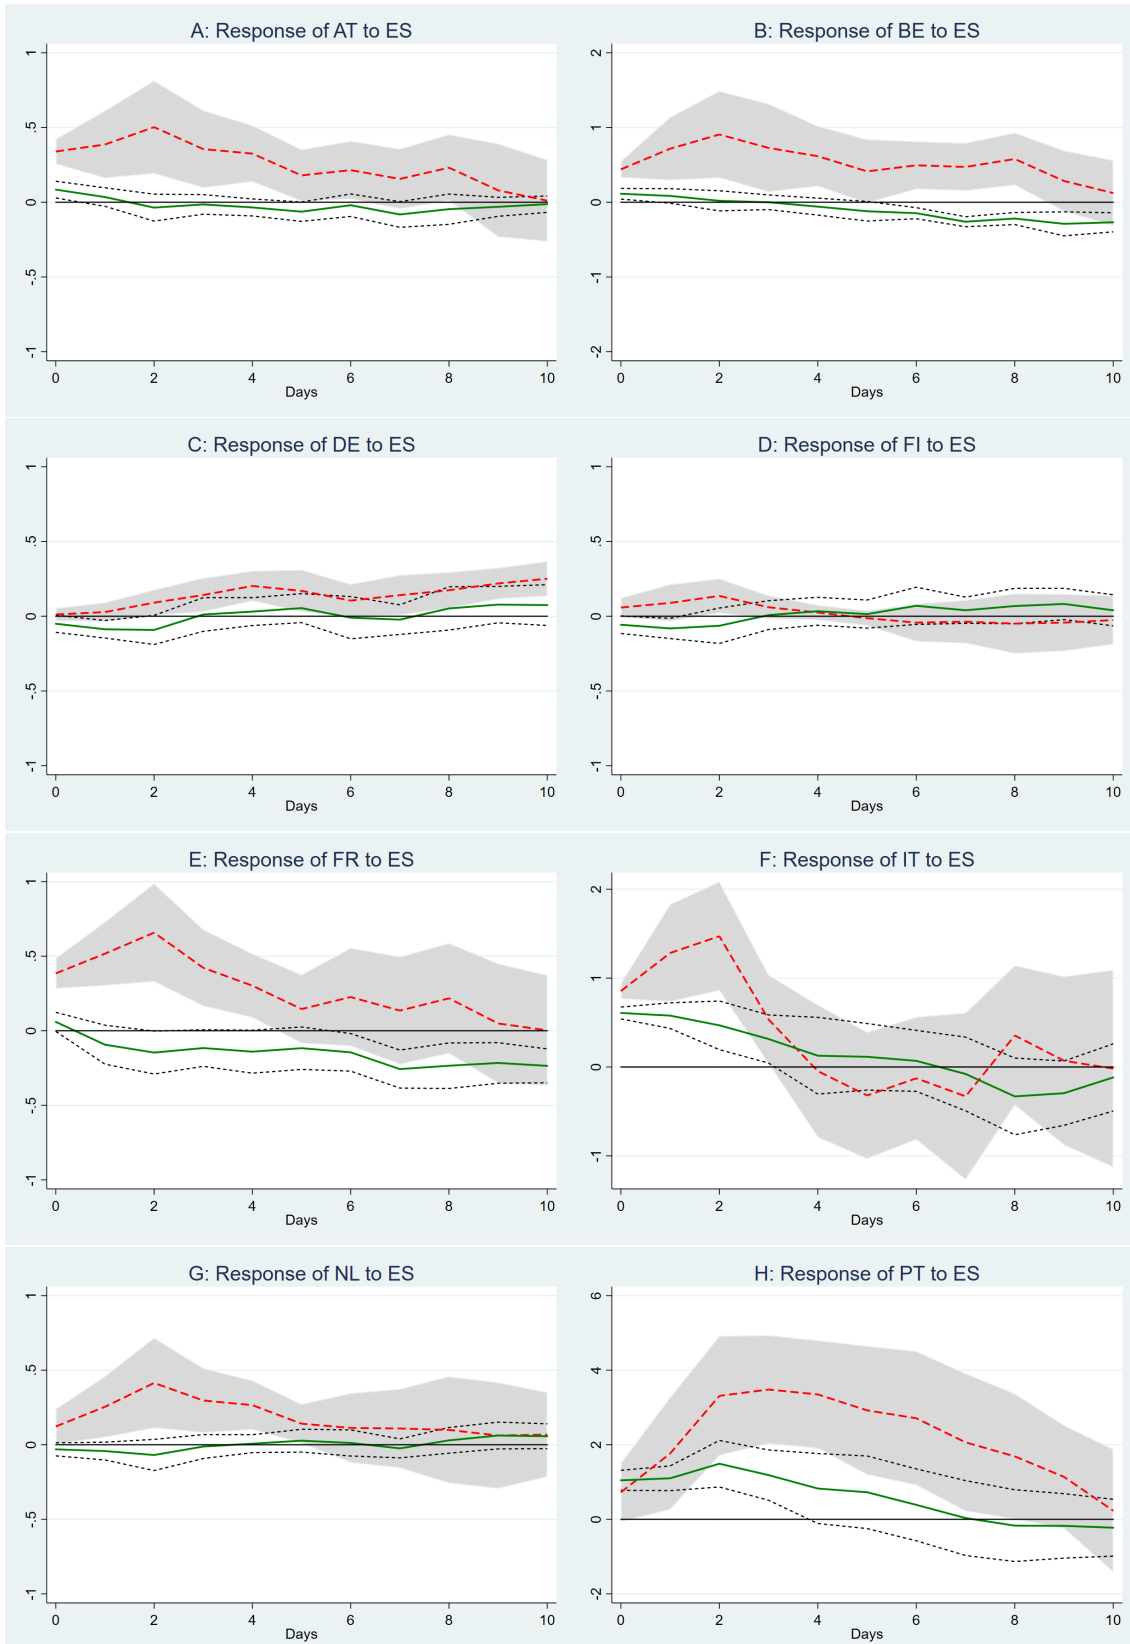 A: Response of AT to ES
1
.5
0
-.5
-1
0 2 4 6 8 10
Days
B: Response of BE to ES
2
1
0
-1
-2
0 2 4 6 8 10
Days
C: Response of DE to ES
1
.5
0
-.5
-1
0 2 4 6 8 10
Days
D: Response of FI to ES
1
.5
0
-.5
-1
0 2 4 6 8 10
Days
E: Response of FR to ES
1
.5
0
-.5
-1
0 2 4 6 8 10
Days
F: Response of IT to ES
2
1
0
-1
0 2 4 6 8 10
Days
G: Response of NL to ES
1
.5
0
-.5
-1
0 2 4 6 8 10
Days
H: Response of PT to ES
6
4
2
0
-2
0 2 4 6 8 10
Days